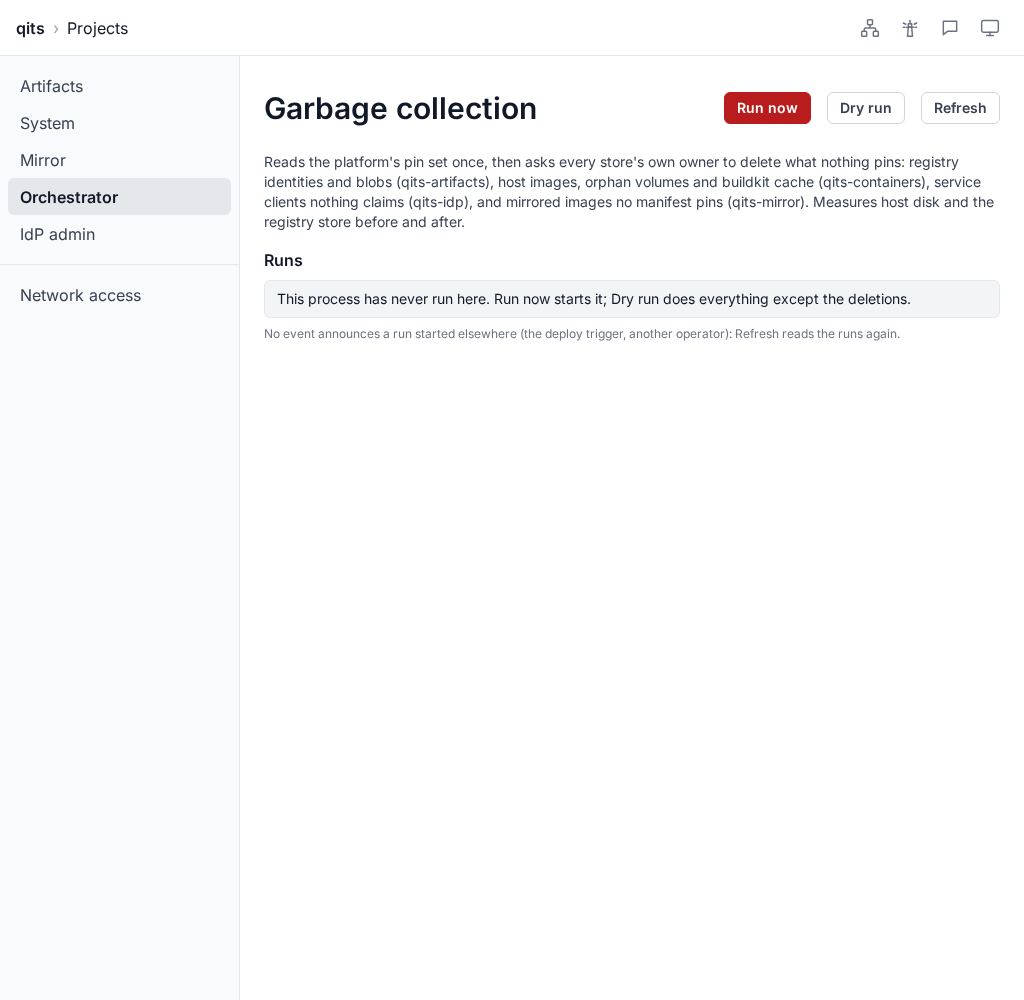 qits › Projects
Artifacts
System
Mirror
Orchestrator
IdP admin
Network access
Garbage collection
Run now
Dry run
Refresh
Reads the platform's pin set once, then asks every store's own owner to delete what nothing pins: registry
identities and blobs (qits-artifacts), host images, orphan volumes and buildkit cache (qits-containers), service
clients nothing claims (qits-idp), and mirrored images no manifest pins (qits-mirror). Measures host disk and the
registry store before and after.
Runs
This process has never run here. Run now starts it; Dry run does everything except the deletions.
No event announces a run started elsewhere (the deploy trigger, another operator): Refresh reads the runs again.